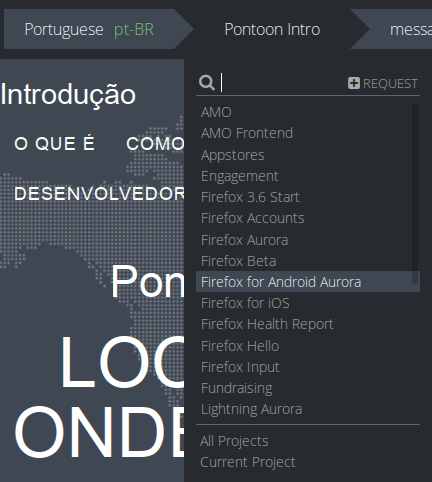 Portuguese pt-BR
Pontoon Intro
messa
Introdução
O QUE É
COMO
DESENVOLVEDOR
Pon
LOC
ONDE
REQUEST
AMO
AMO Frontend
Appstores
Engagement
Firefox 3.6 Start
Firefox Accounts
Firefox Aurora
Firefox Beta
Firefox for Android Aurora
Firefox for iOS
Firefox Health Report
Firefox Hello
Firefox Input
Fundraising
Lightning Aurora
All Projects
Current Project